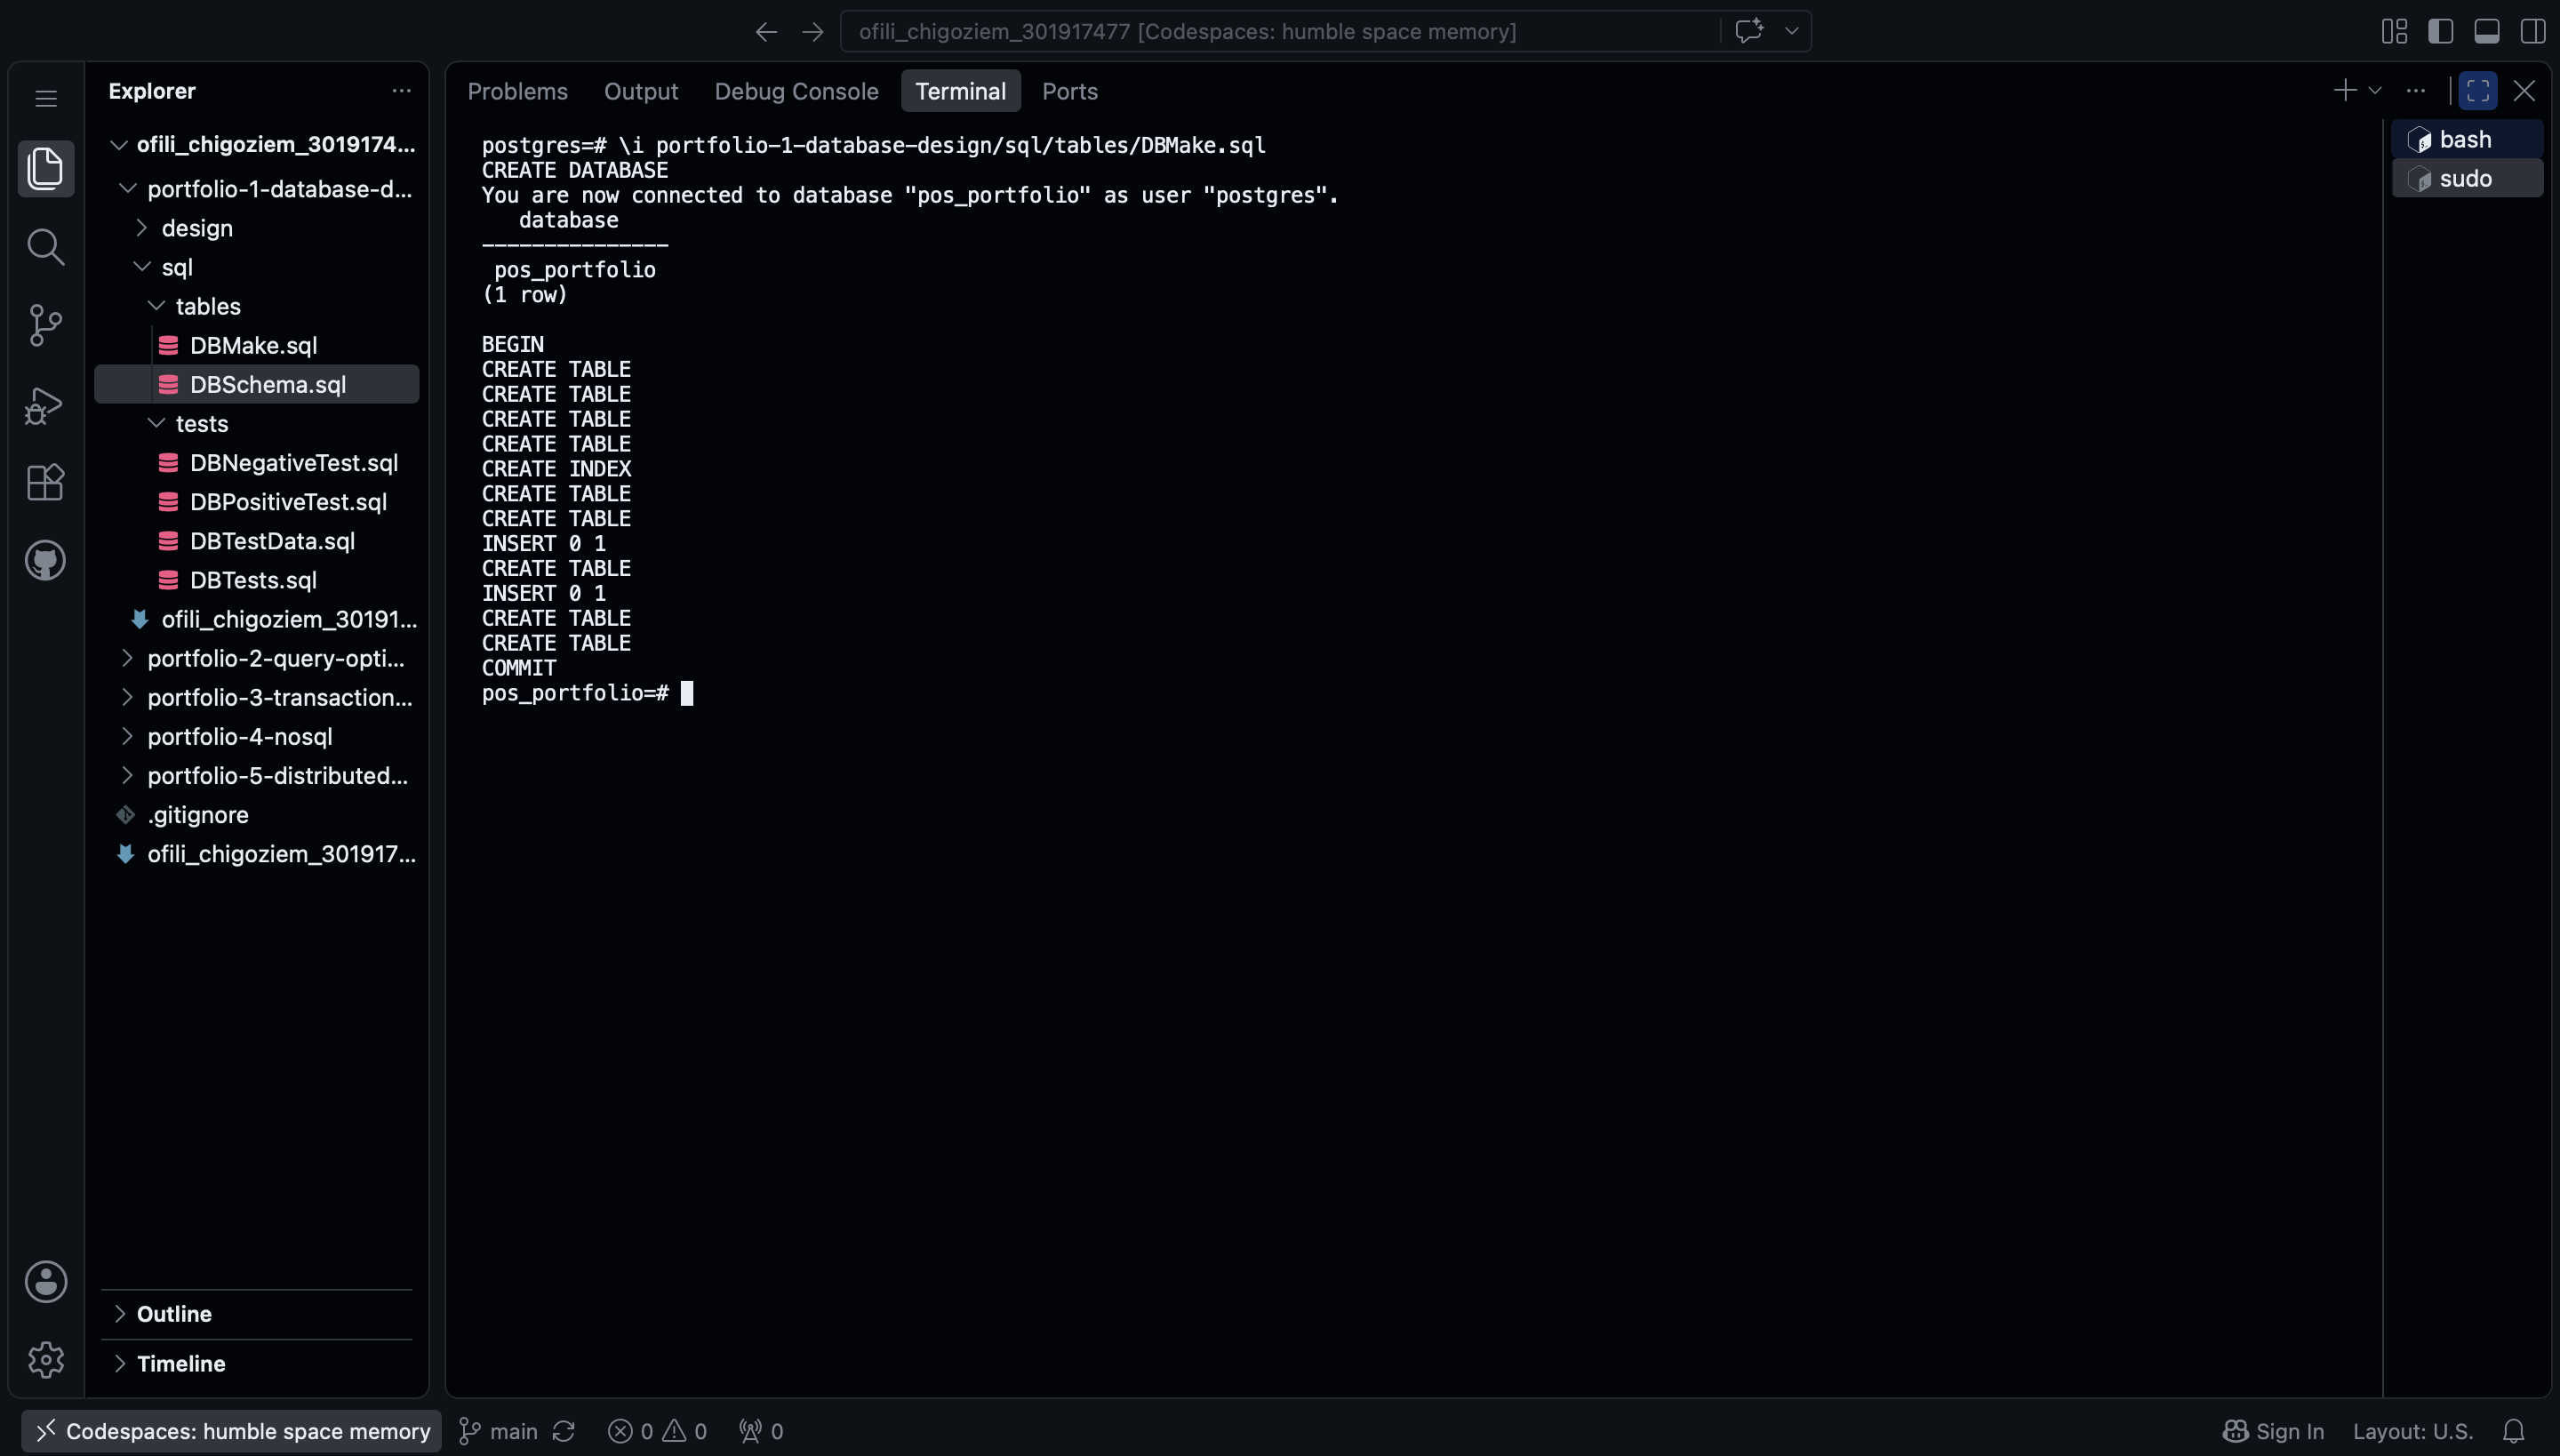 ofili_chigoziem_301917477 [Codespaces: humble space memory]
Explorer
ofili_chigoziem_3019174...
portfolio-1-database-d...
design
sql
tables
DBMake.sql
DBSchema.sql
tests
DBNegativeTest.sql
DBPositiveTest.sql
DBTestData.sql
DBTests.sql
ofili_chigoziem_30191...
portfolio-2-query-opti...
portfolio-3-transaction...
portfolio-4-nosql
portfolio-5-distributed...
.gitignore
ofili_chigoziem_301917...
Outline
Timeline
Problems Output Debug Console Terminal Ports
postgres=# \i portfolio-1-database-design/sql/tables/DBMake.sql
CREATE DATABASE
You are now connected to database "pos_portfolio" as user "postgres".
database
---------------
pos_portfolio
(1 row)
BEGIN
CREATE TABLE
CREATE TABLE
CREATE TABLE
CREATE TABLE
CREATE INDEX
CREATE TABLE
CREATE TABLE
INSERT 0 1
CREATE TABLE
INSERT 0 1
CREATE TABLE
CREATE TABLE
COMMIT
pos_portfolio=#
bash
sudo
Codespaces: humble space memory main 0 0 0 Sign In Layout: U.S.